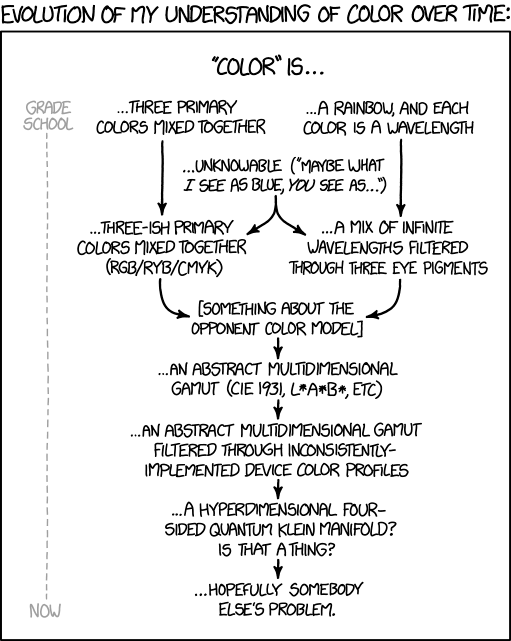 EVOLUTION OF MY UNDERSTANDING OF COLOR OVER TIME:
"COLOR" IS...
GRADE
SCHOOL
...THREE PRIMARY
COLORS MIXED TOGETHER
...A RAINBOW, AND EACH
COLOR IS A WAVELENGTH
...UNKNOWABLE ("MAYBE WHAT
I SEE AS BLUE, YOU SEE AS...")
...THREE-ISH PRIMARY
COLORS MIXED TOGETHER
(RGB/RYB/CMYK)
...A MIX OF INFINITE
WAVELENGTHS FILTERED
THROUGH THREE EYE PIGMENTS
[SOMETHING ABOUT THE
OPPONENT COLOR MODEL]
...AN ABSTRACT MULTIDIMENSIONAL
GAMUT (CIE 1931, L*A*B*, ETC)
...AN ABSTRACT MULTIDIMENSIONAL GAMUT
FILTERED THROUGH INCONSISTENTLY-
IMPLEMENTED DEVICE COLOR PROFILES
...A HYPERDIMENSIONAL FOUR-
SIDED QUANTUM KLEIN MANIFOLD?
IS THAT A THING?
...HOPEFULLY SOMEBODY
ELSE'S PROBLEM.
NOW